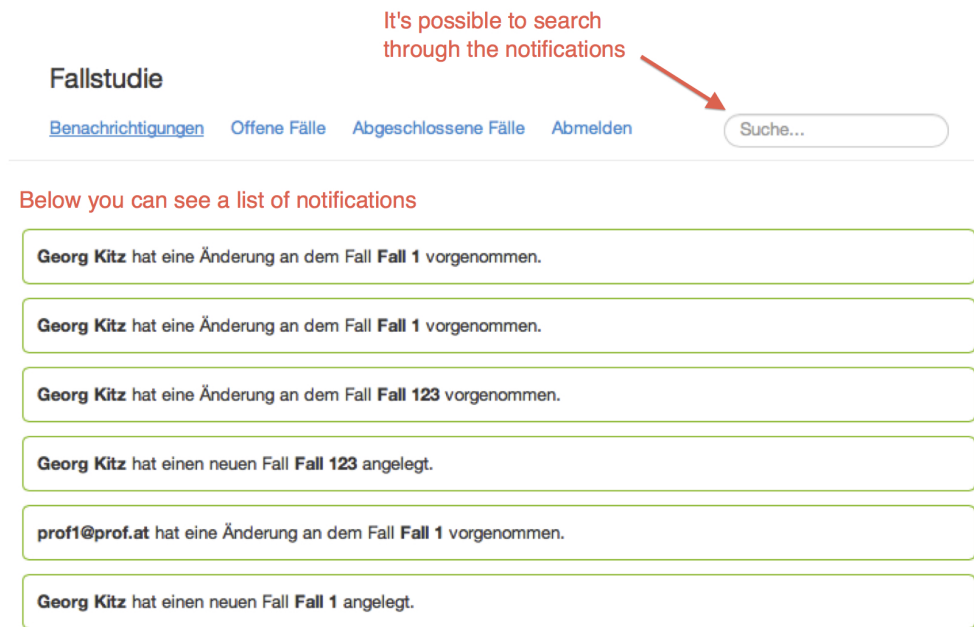 It's possible to search
through the notifications
Fallstudie
Benachrichtigungen Offene Fälle Abgeschlossene Fälle Abmelden Suche...
Below you can see a list of notifications
Georg Kitz hat eine Änderung an dem Fall Fall 1 vorgenommen.
Georg Kitz hat eine Änderung an dem Fall Fall 1 vorgenommen.
Georg Kitz hat eine Änderung an dem Fall Fall 123 vorgenommen.
Georg Kitz hat einen neuen Fall Fall 123 angelegt.
prof1@prof.at hat eine Änderung an dem Fall Fall 1 vorgenommen.
Georg Kitz hat einen neuen Fall Fall 1 angelegt.